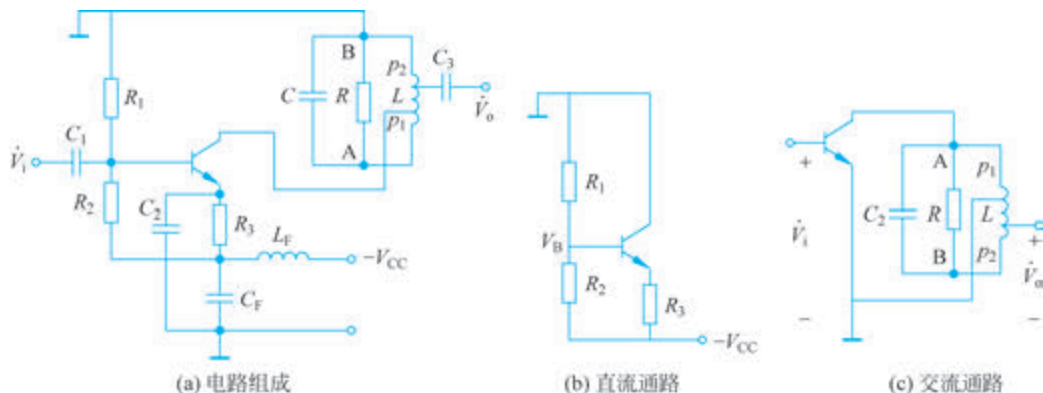 B
p₂
C₃
C
R
L
V̇ₒ
p₁
A
R₁
C₁
V̇ᵢ
R₂
C₂
R₃
L_F
−V_CC
C_F
(a) 电路组成
R₁
V_B
R₂
R₃
−V_CC
(b) 直流通路
+
A
p₁
C₂
R
L
V̇ᵢ
B
p₂
+
V̇ₒ
−
−
(c) 交流通路